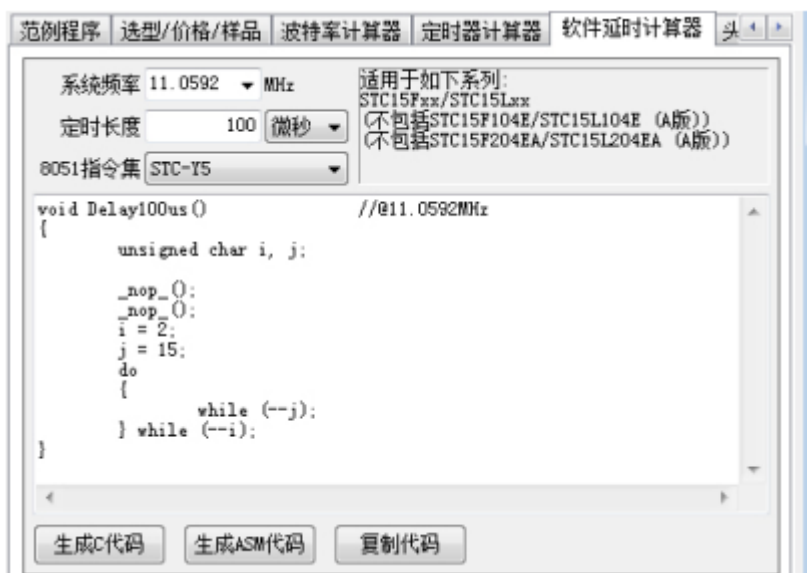 范例程序 选型/价格/样品 波特率计算器 定时器计算器 软件延时计算器 头
系统频率 11.0592 MHz
定时长度 100 微秒
8051指令集 STC-Y5
适用于如下系列:
STC15Fxx/STC15Lxx
(不包括STC15F104E/STC15L104E (A版))
(不包括STC15F204EA/STC15L204EA (A版))
void Delay100us() //@11.0592MHz
{
unsigned char i, j;
_nop_();
_nop_();
i = 2;
j = 15;
do
{
while (--j);
} while (--i);
}
生成C代码 生成ASM代码 复制代码